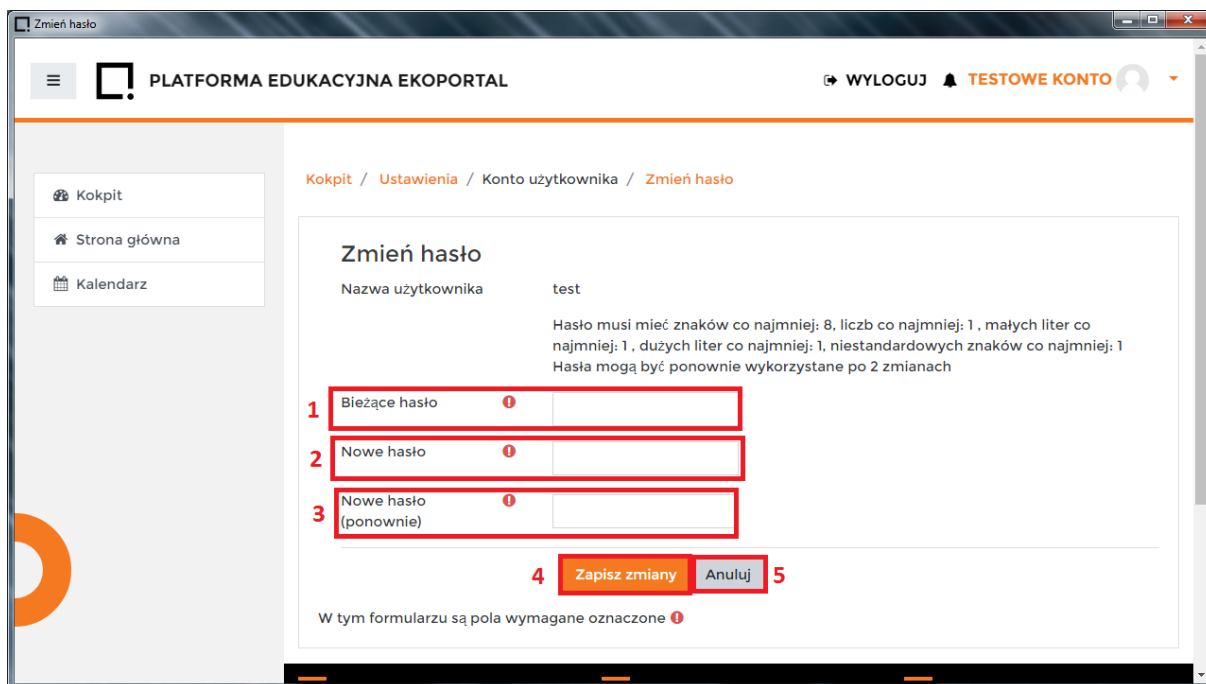 Zmień hasło
PLATFORMA EDUKACYJNA EKOPORTAL
WYLOGUJ
TESTOWE KONTO
Kokpit
Strona główna
Kalendarz
Kokpit / Ustawienia / Konto użytkownika / Zmień hasło
Zmień hasło
Nazwa użytkownika test
Hasło musi mieć znaków co najmniej: 8, liczb co najmniej: 1 , małych liter co
najmniej: 1 , dużych liter co najmniej: 1, niestandardowych znaków co najmniej: 1
Hasła mogą być ponownie wykorzystane po 2 zmianach
1 Bieżące hasło
2 Nowe hasło
3 Nowe hasło
(ponownie)
4 Zapisz zmiany Anuluj 5
W tym formularzu są pola wymagane oznaczone